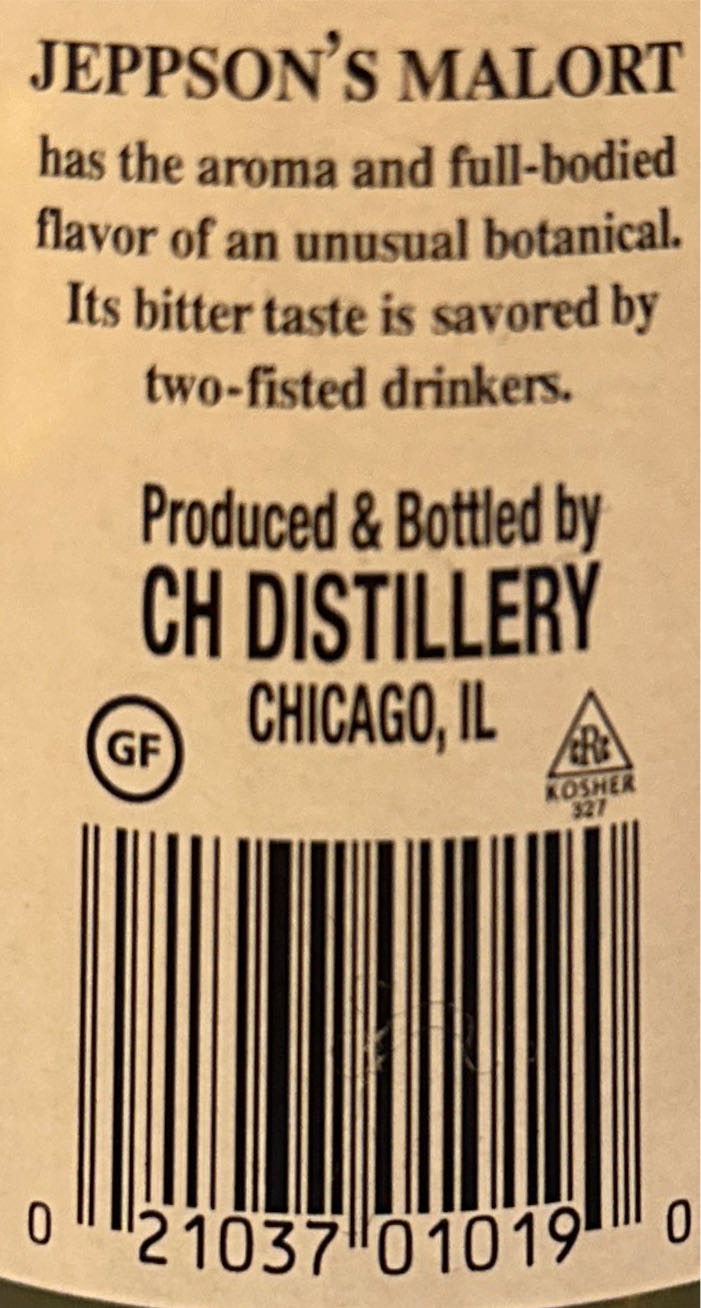 JEPPSON'S MALORT
has the aroma and full-bodied
flavor of an unusual botanical.
Its bitter taste is savored by
two-fisted drinkers.
Produced & Bottled by
CH DISTILLERY
CHICAGO, IL
GF
cRc
KOSHER
327
0 21037 01019 0